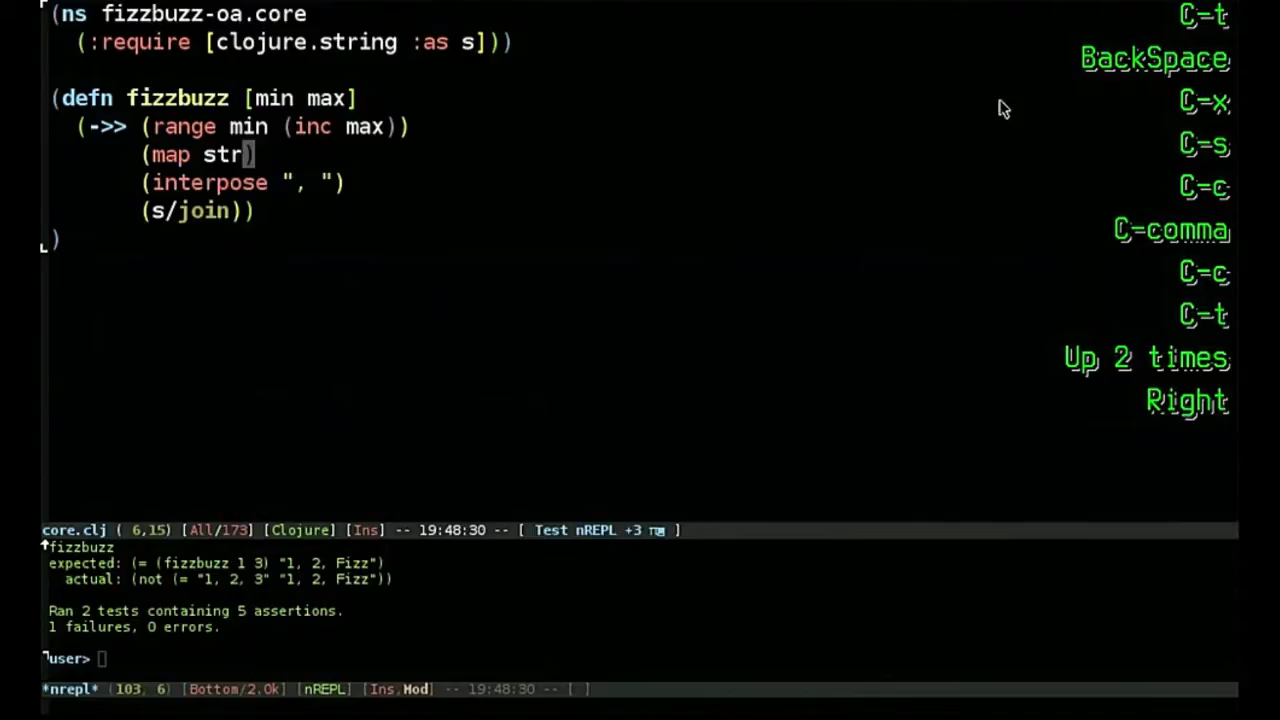 (ns fizzbuzz-oa.core
  (:require [clojure.string :as s]))
(defn fizzbuzz [min max]
  (->> (range min (inc max))
       (map str)
       (interpose ", ")
       (s/join))
)
C=t
BackSpace
C=x
C=s
C=c
C=comma
C=c
C=t
Up 2 times
Right
core.clj ( 6,15) [All/173] [Clojure] [Ins] -- 19:48:30 -- [ Test nREPL +3 ]
fizzbuzz
expected: (= (fizzbuzz 1 3) "1, 2, Fizz")
  actual: (not (= "1, 2, 3" "1, 2, Fizz"))
Ran 2 tests containing 5 assertions.
1 failures, 0 errors.
user>
*nrepl* (103, 6) [Bottom/2.0k] [nREPL] [Ins,Mod] -- 19:48:30 -- [ ]